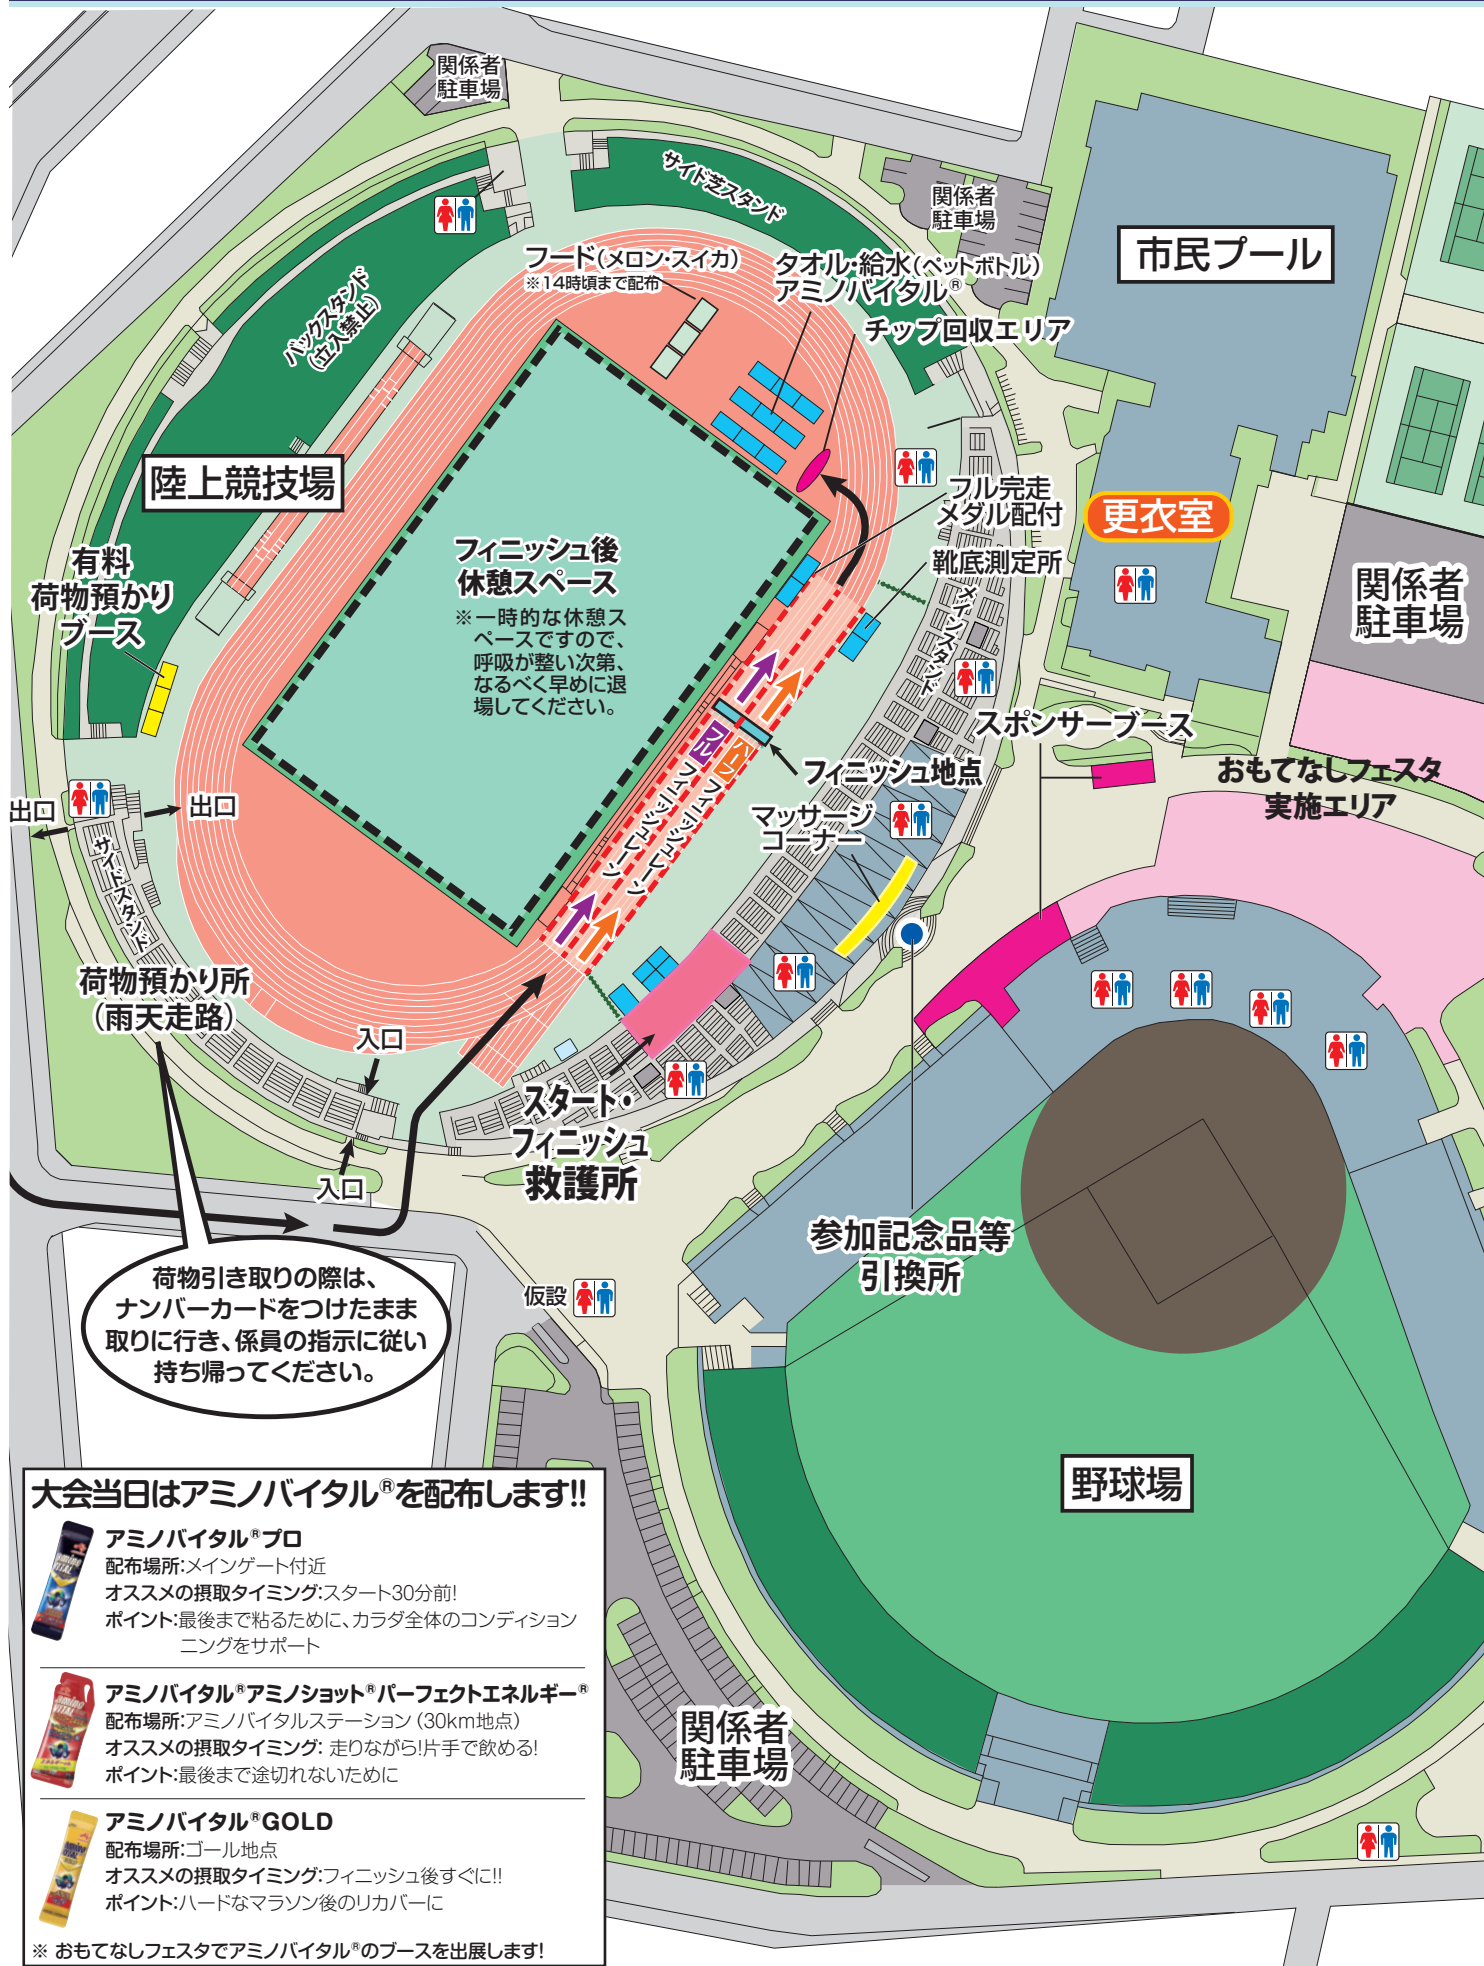 関係者
駐車場
サイド芝スタンド
関係者
駐車場
市民プール
フード(メロン・スイカ)
※14時頃まで配布
タオル・給水(ペットボトル)
アミノバイタル®
チップ回収エリア
バックスタンド
(立入禁止)
陸上競技場
フル完走
メダル配付
更衣室
靴底測定所
有料
荷物預かり
ブース
フィニッシュ後
休憩スペース
※一時的な休憩ス
ペースですので、
呼吸が整い次第、
なるべく早めに退
場してください。
メインスタンド
関係者
駐車場
スポンサーブース
フル
フィニッシュレーン
ハーフ
フィニッシュレーン
フィニッシュ地点
おもてなしフェスタ
実施エリア
マッサージ
コーナー
出口
出口
サイドスタンド
荷物預かり所
(雨天走路)
入口
入口
スタート・
フィニッシュ
救護所
参加記念品等
引換所
荷物引き取りの際は、
ナンバーカードをつけたまま
取りに行き、係員の指示に従い
持ち帰ってください。
仮設
野球場
関係者
駐車場
大会当日はアミノバイタル®を配布します!!
アミノバイタル®プロ
配布場所:メインゲート付近
オススメの摂取タイミング:スタート30分前!
ポイント:最後まで粘るために、カラダ全体のコンディション
ニングをサポート
アミノバイタル®アミノショット®パーフェクトエネルギー®
配布場所:アミノバイタルステーション (30km地点)
オススメの摂取タイミング: 走りながら!片手で飲める!
ポイント:最後まで途切れないために
アミノバイタル®GOLD
配布場所:ゴール地点
オススメの摂取タイミング:フィニッシュ後すぐに!!
ポイント:ハードなマラソン後のリカバーに
※ おもてなしフェスタでアミノバイタル®のブースを出展します!